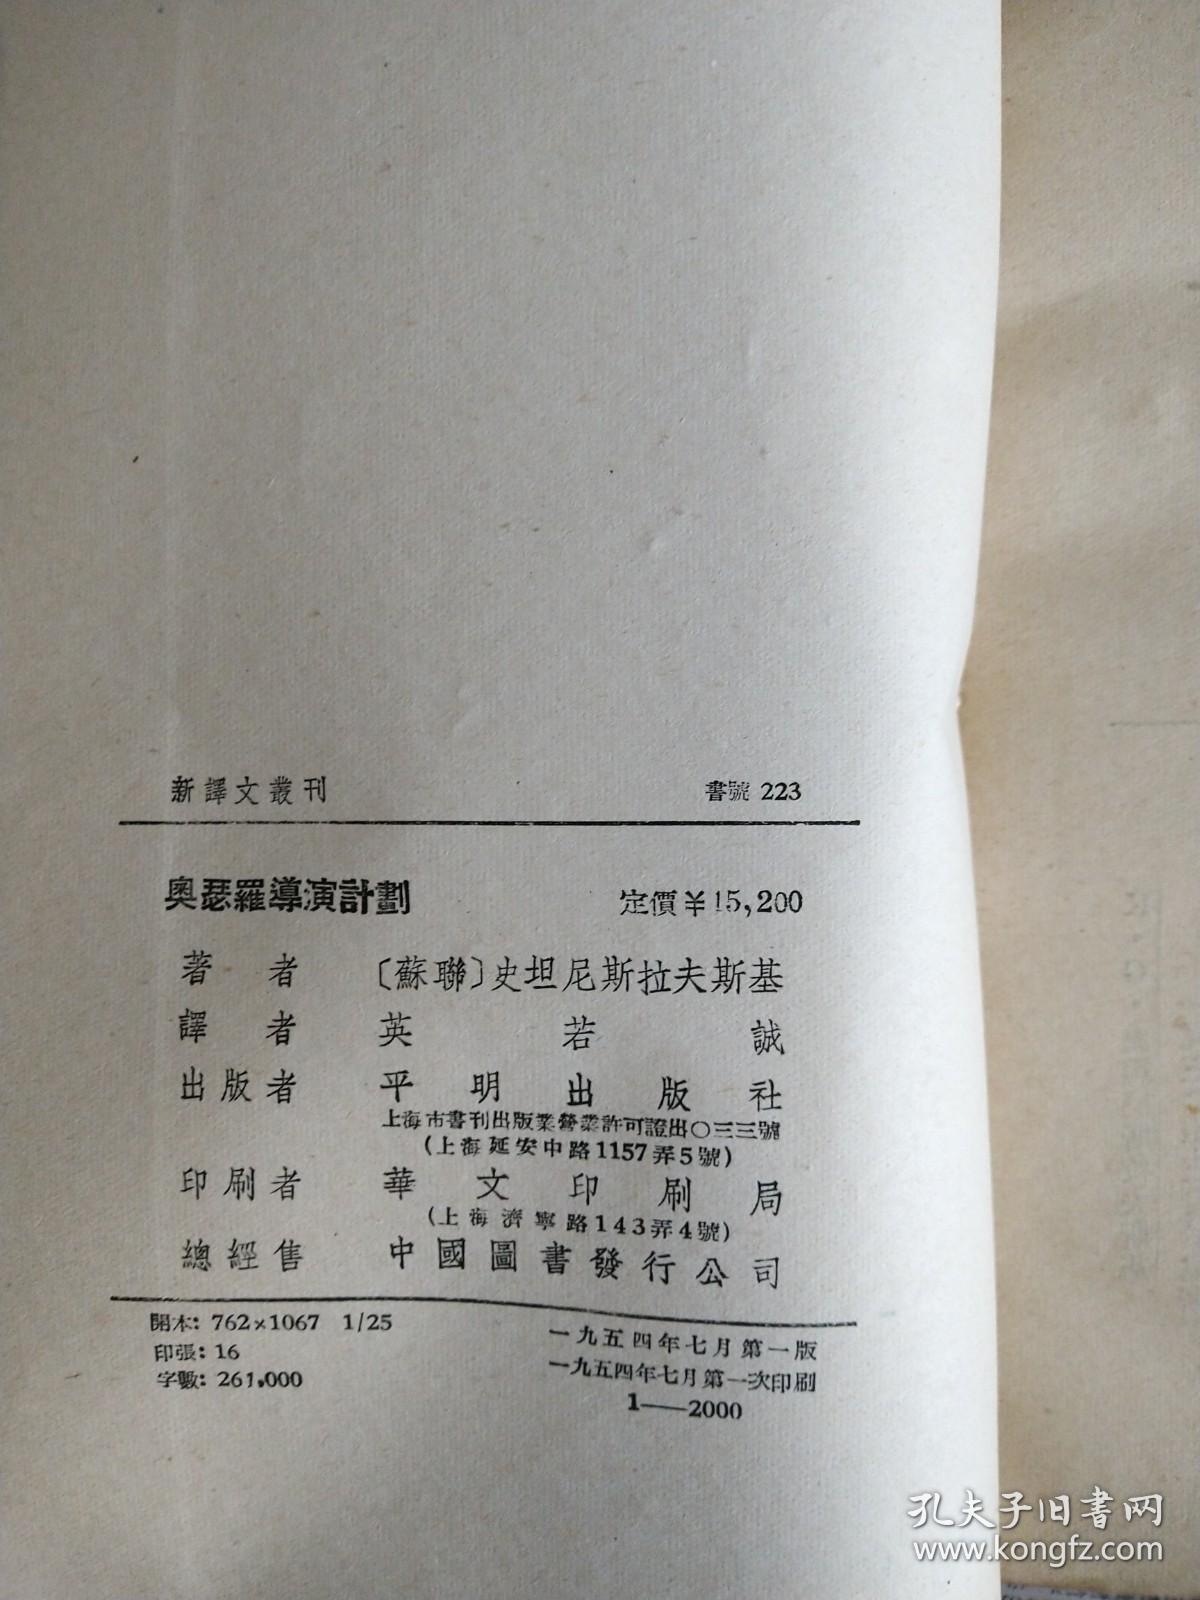 新譯文叢刊 書號 223
奧瑟羅導演計劃 定價￥15,200
著者 〔蘇聯〕史坦尼斯拉夫斯基
譯者 英若誠
出版者 平明出版社
上海市書刊出版業營業許可證出〇三三號
(上海延安中路1157弄5號)
印刷者 華文印刷局
(上海濟寧路143弄4號)
總經售 中國圖書發行公司
開本: 762×1067 1/25
印張: 16
字數: 261,000
一九五四年七月第一版
一九五四年七月第一次印刷
1——2000
孔夫子旧书网
www.kongfz.com